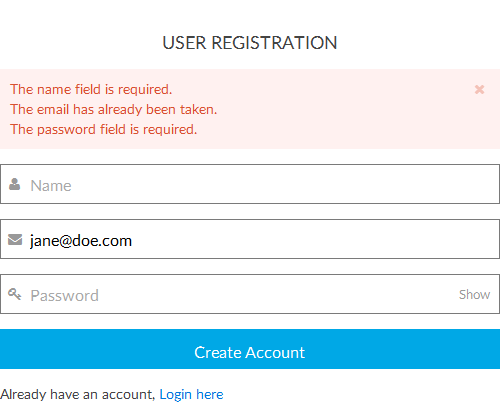 USER REGISTRATION
The name field is required.
The email has already been taken.
The password field is required.
Name
jane@doe.com
Password Show
Create Account
Already have an account, Login here